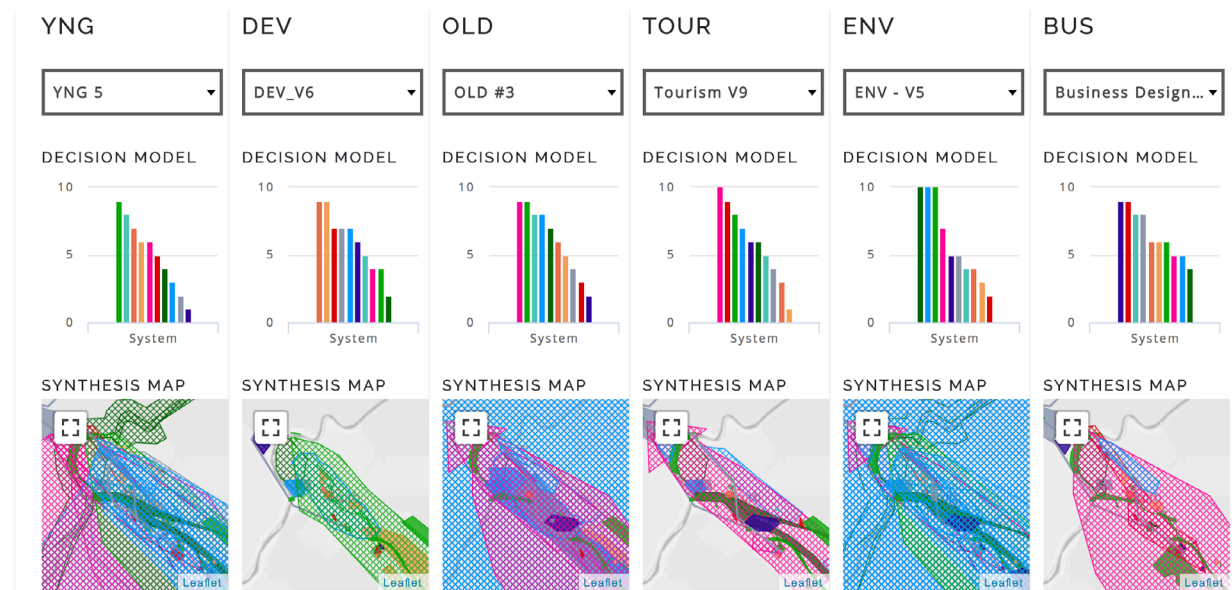 YNG DEV OLD TOUR ENV BUS
YNG 5 DEV_V6 OLD #3 Tourism V9 ENV - V5 Business Design...
DECISION MODEL DECISION MODEL DECISION MODEL DECISION MODEL DECISION MODEL DECISION MODEL
10 10 10 10 10 10
5 5 5 5 5 5
0 0 0 0 0 0
System System System System System System
SYNTHESIS MAP SYNTHESIS MAP SYNTHESIS MAP SYNTHESIS MAP SYNTHESIS MAP SYNTHESIS MAP
Leaflet Leaflet Leaflet Leaflet Leaflet Leaflet